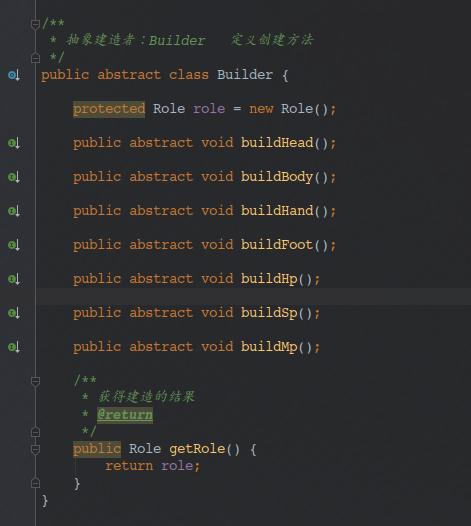 /**
 * 抽象建造者：Builder   定义创建方法
 */
public abstract class Builder {
    protected Role role = new Role();
    public abstract void buildHead();
    public abstract void buildBody();
    public abstract void buildHand();
    public abstract void buildFoot();
    public abstract void buildHp();
    public abstract void buildSp();
    public abstract void buildMp();
    /**
     * 获得建造的结果
     * @return
     */
    public Role getRole() {
        return role;
    }
}